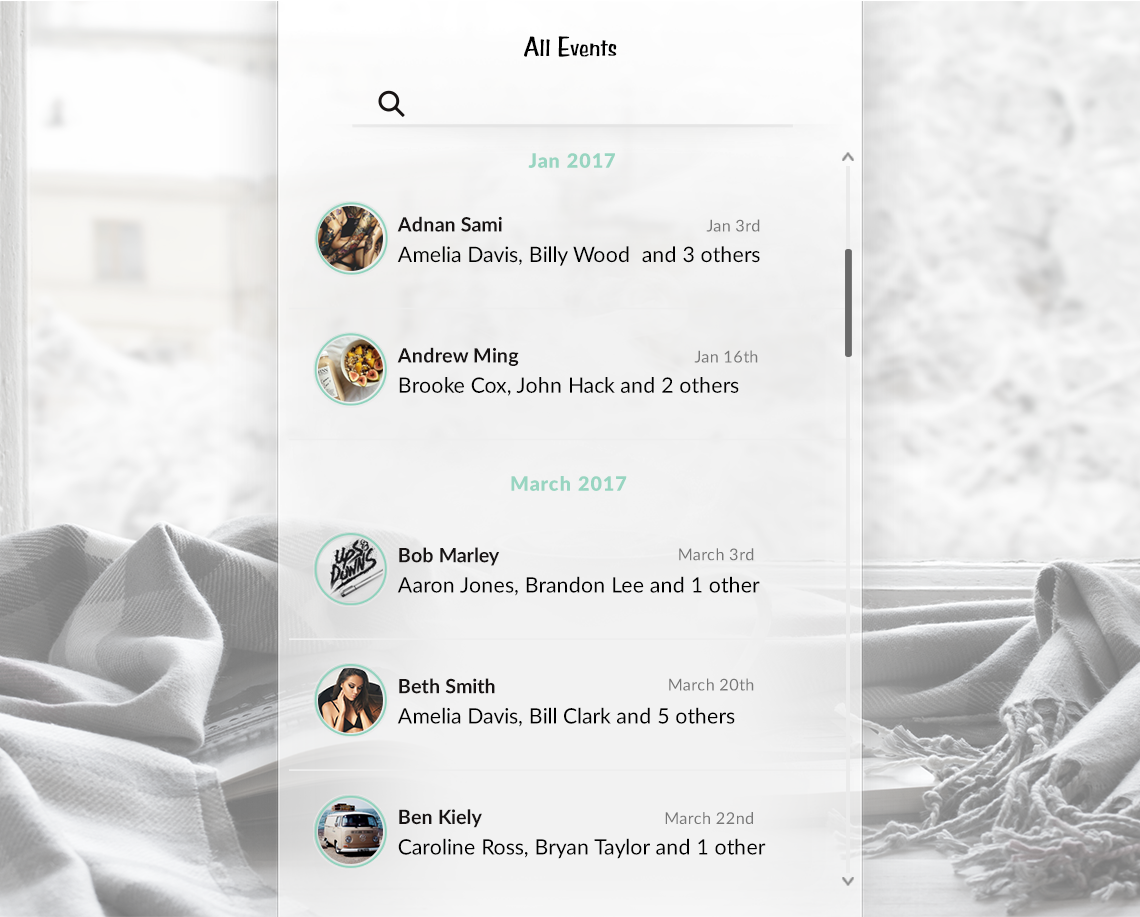 All Events
Jan 2017
Adnan Sami
Jan 3rd
Amelia Davis, Billy Wood and 3 others
Andrew Ming
Jan 16th
Brooke Cox, John Hack and 2 others
March 2017
UPS &
DOWNS
Bob Marley
March 3rd
Aaron Jones, Brandon Lee and 1 other
Beth Smith
March 20th
Amelia Davis, Bill Clark and 5 others
Ben Kiely
March 22nd
Caroline Ross, Bryan Taylor and 1 other